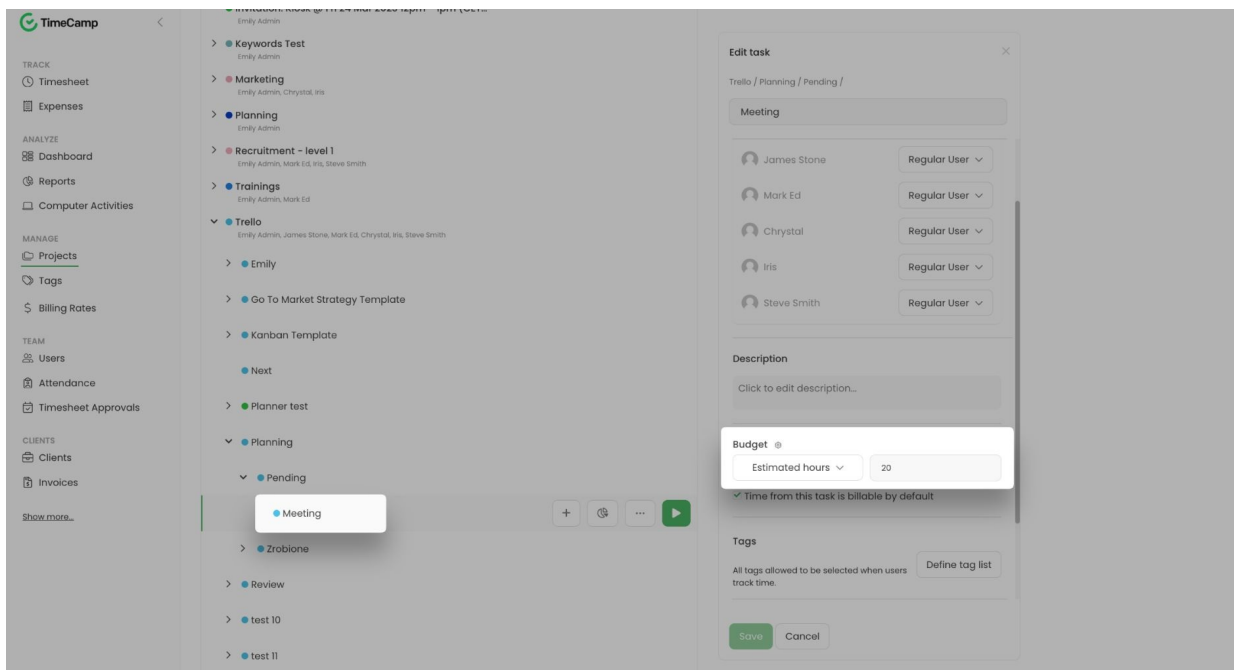 TimeCamp
TRACK
Timesheet
Expenses
ANALYZE
Dashboard
Reports
Computer Activities
MANAGE
Projects
Tags
Billing Rates
TEAM
Users
Attendance
Timesheet Approvals
CLIENTS
Clients
Invoices
Show more...
Emily Admin
Keywords Test
Emily Admin
Marketing
Emily Admin, Chrystal, Iris
Planning
Emily Admin
Recruitment - level 1
Emily Admin, Mark Ed, Iris, Steve Smith
Trainings
Emily Admin, Mark Ed
Trello
Emily Admin, James Stone, Mark Ed, Chrystal, Iris, Steve Smith
Emily
Go To Market Strategy Template
Kanban Template
Next
Planner test
Planning
Pending
Meeting
Zrobione
Review
test 10
test 11
Edit task
Trello / Planning / Pending /
Meeting
James Stone Regular User
Mark Ed Regular User
Chrystal Regular User
Iris Regular User
Steve Smith Regular User
Description
Click to edit description...
Budget
Estimated hours 20
Time from this task is billable by default
Tags
All tags allowed to be selected when users
track time.
Define tag list
Save Cancel